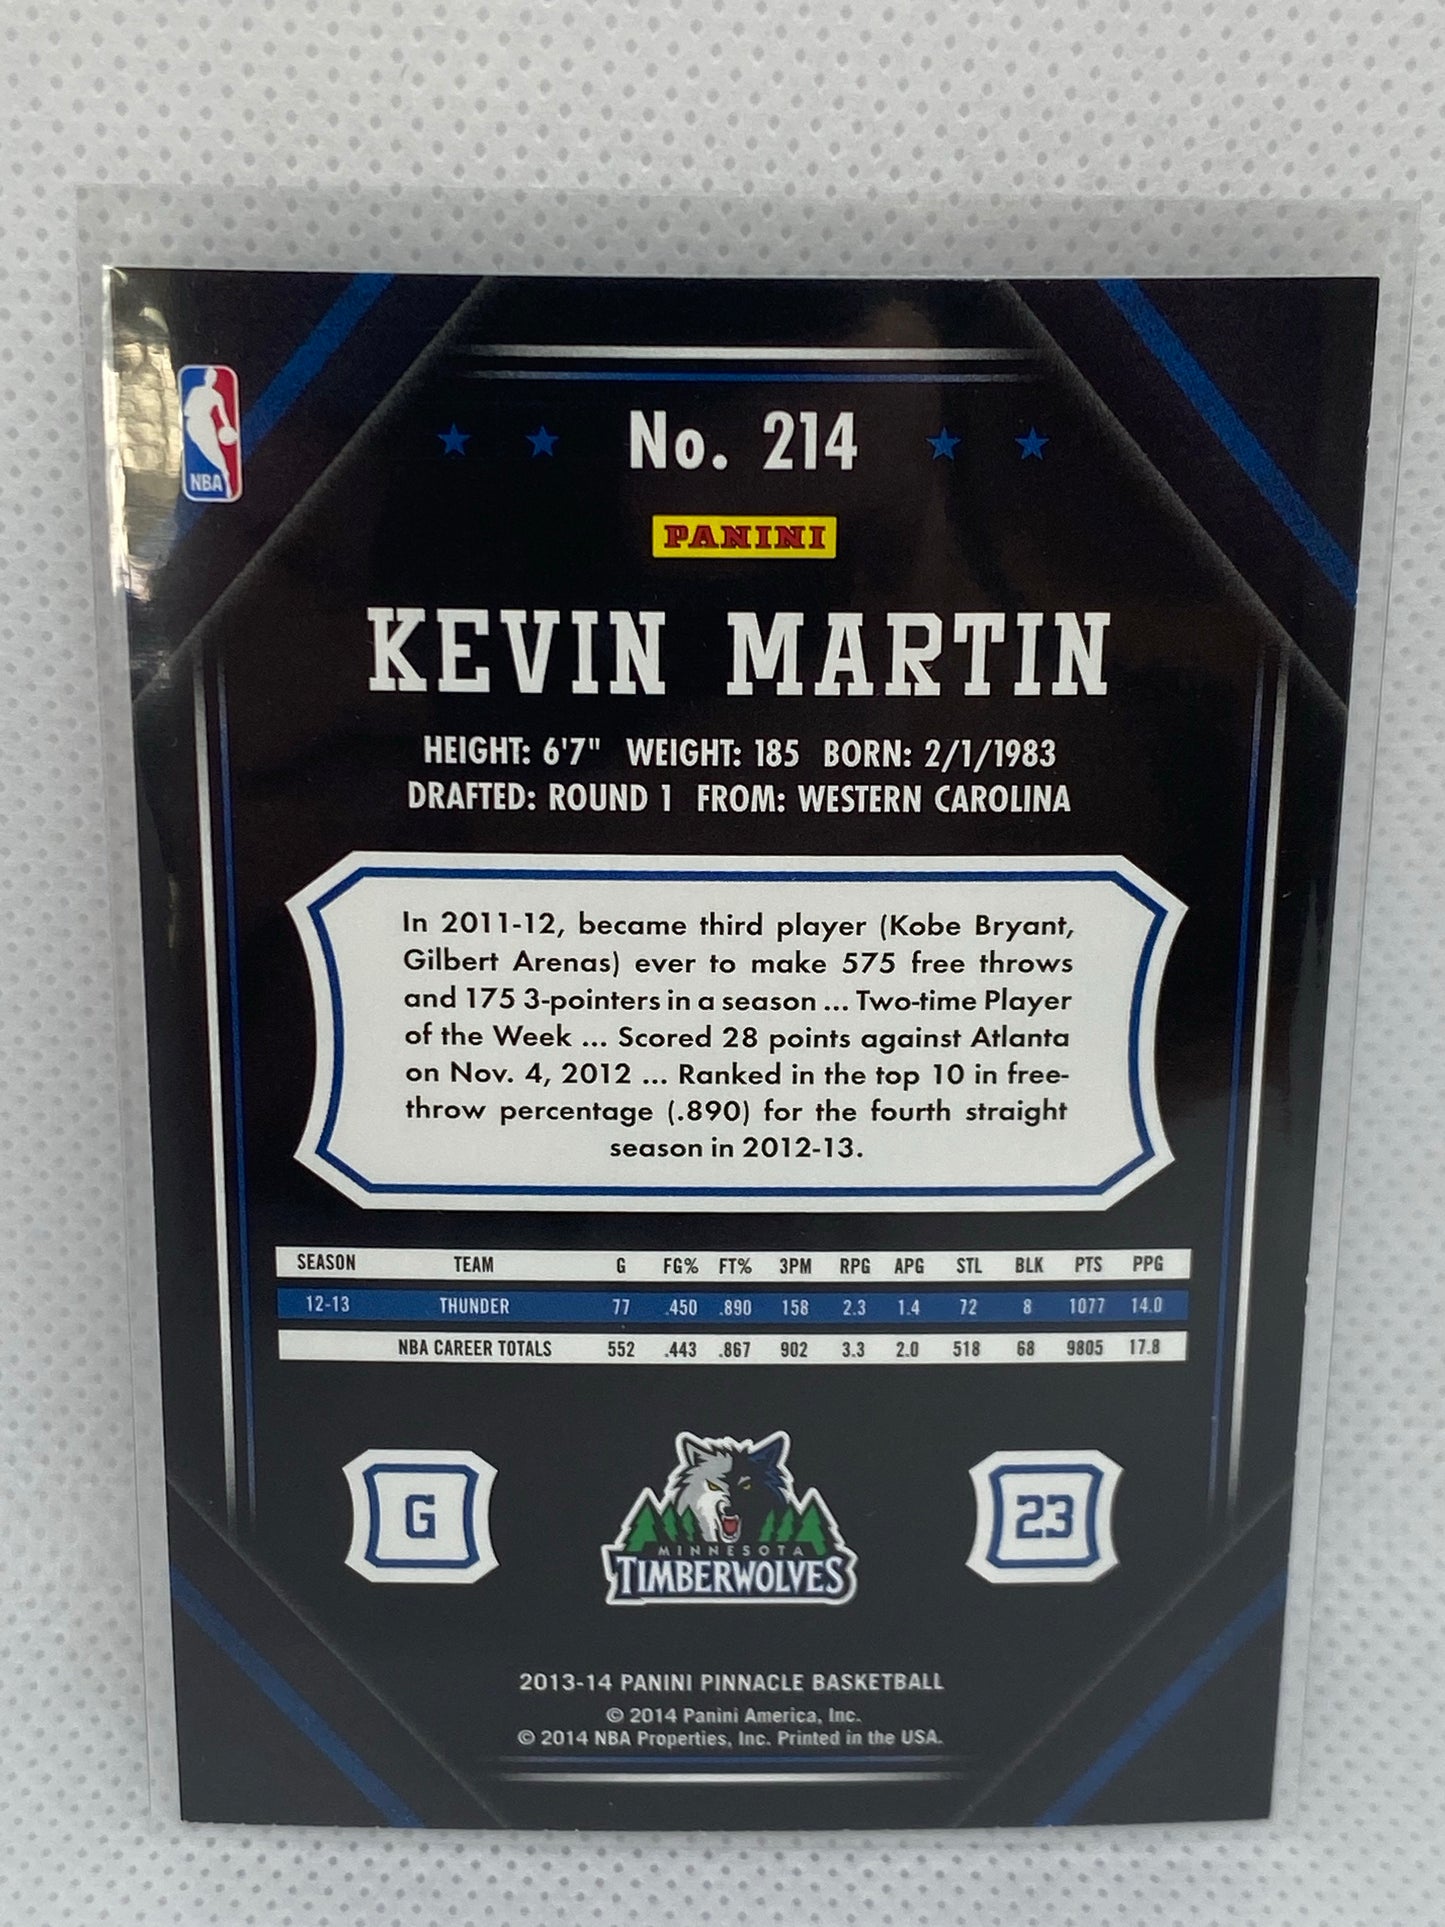 No. 214
NBA
PANINI
KEVIN MARTIN
HEIGHT: 6'7" WEIGHT: 185 BORN: 2/1/1983
DRAFTED: ROUND 1 FROM: WESTERN CAROLINA
In 2011-12, became third player (Kobe Bryant,
Gilbert Arenas) ever to make 575 free throws
and 175 3-pointers in a season ... Two-time Player
of the Week ... Scored 28 points against Atlanta
on Nov. 4, 2012 ... Ranked in the top 10 in free-
throw percentage (.890) for the fourth straight
season in 2012-13.
SEASON TEAM G FG% FT% 3PM RPG APG STL BLK PTS PPG
12-13 THUNDER 77 .450 .890 158 2.3 1.4 72 8 1077 14.0
NBA CAREER TOTALS 552 .443 .867 902 3.3 2.0 518 68 9805 17.8
G
MINNESOTA
TIMBERWOLVES
23
2013-14 PANINI PINNACLE BASKETBALL
© 2014 Panini America, Inc.
© 2014 NBA Properties, Inc. Printed in the USA.